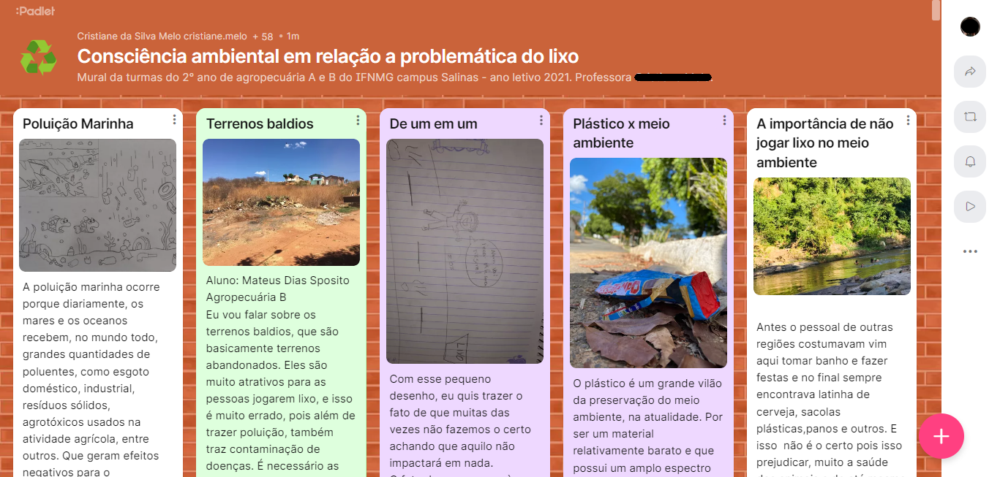 :Padlet
Cristiane da Silva Melo cristiane.melo + 58 • 1m
Consciência ambiental em relação a problemática do lixo
Mural da turmas do 2° ano de agropecuária A e B do IFNMG campus Salinas - ano letivo 2021. Professora
Poluição Marinha
A poluição marinha ocorre
porque diariamente, os
mares e os oceanos
recebem, no mundo todo,
grandes quantidades de
poluentes, como esgoto
doméstico, industrial,
resíduos sólidos,
agrotóxicos usados na
atividade agrícola, entre
outros. Que geram efeitos
negativos para o
Terrenos baldios
Aluno: Mateus Dias Sposito
Agropecuária B
Eu vou falar sobre os
terrenos baldios, que são
basicamente terrenos
abandonados. Eles são
muito atrativos para as
pessoas jogarem lixo, e isso
é muito errado, pois além de
trazer poluição, também
traz contaminação de
doenças. É necessário as
De um em um
Com esse pequeno
desenho, eu quis trazer o
fato de que muitas das
vezes não fazemos o certo
achando que aquilo não
impactará em nada.
Plástico x meio
ambiente
O plástico é um grande vilão
da preservação do meio
ambiente, na atualidade. Por
ser um material
relativamente barato e que
possui um amplo espectro
A importância de não
jogar lixo no meio
ambiente
Antes o pessoal de outras
regiões costumavam vim
aqui tomar banho e fazer
festas e no final sempre
encontrava latinha de
cerveja, sacolas
plásticas,panos e outros. E
isso  não é o certo pois isso
prejudicar, muito a saúde